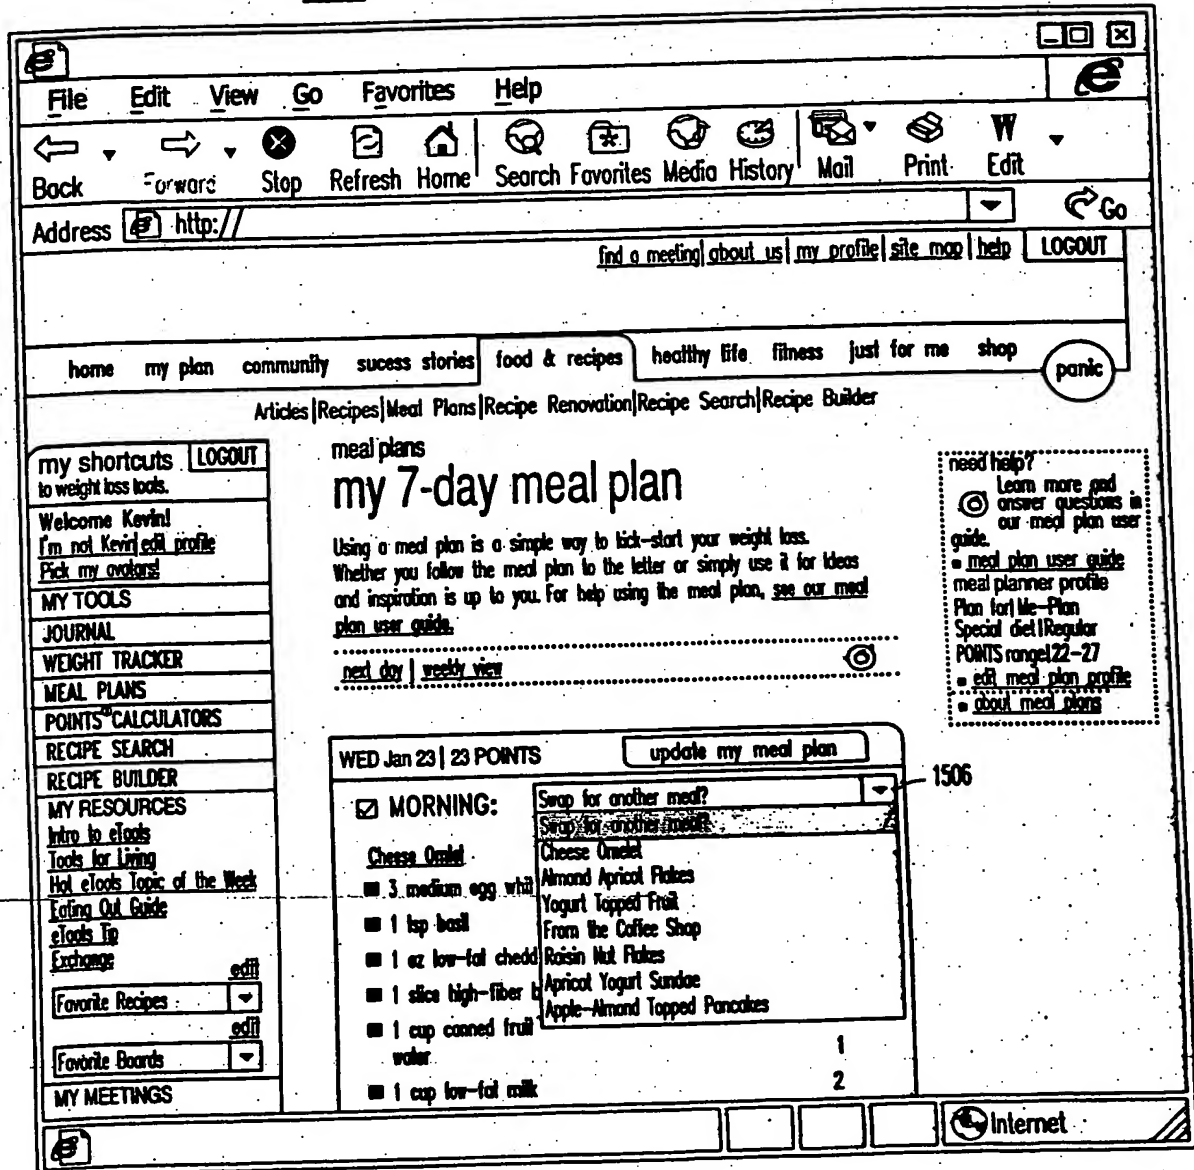 File Edit View Go Favorites Help
Back Forward Stop Refresh Home Search Favorites Media History Mail Print Edit
Address http:// Go
find a meeting| about us| my profile| site map| help LOGOUT
home my plan community sucess stories food & recipes healthy life fitness just for me shop panic
Articles|Recipes|Meal Plans|Recipe Renovation|Recipe Search|Recipe Builder
my shortcuts LOGOUT
to weight loss tools.
Welcome Kevin!
I'm not Kevin| edit profile
Pick my avatars!
MY TOOLS
JOURNAL
WEIGHT TRACKER
MEAL PLANS
POINTS® CALCULATORS
RECIPE SEARCH
RECIPE BUILDER
MY RESOURCES
Intro to eTools
Tools for Living
Hot eTools Topic of the Week
Eating Out Guide
eTools Tip
Exchange
edit
Favorite Recipes
edit
Favorite Boards
MY MEETINGS
meal plans
my 7-day meal plan
Using a meal plan is a simple way to kick-start your weight loss.
Whether you follow the meal plan to the letter or simply use it for ideas
and inspiration is up to you. For help using the meal plan, see our meal
plan user guide.
next day | weekly view
WED Jan 23| 23 POINTS update my meal plan
MORNING: Swap for another meal? 1506
Swap for another meal?
Cheese Omelet
Almond Apricot Flakes
Yogurt Topped Fruit
From the Coffee Shop
Raisin Nut Flakes
Apricot Yogurt Sundae
Apple-Almond Topped Pancakes
Cheese Omlet
3 medium egg whit
1 tsp basil
1 oz low-fat chedd
1 slice high-fiber b
1 cup canned fruit
water 1
1 cup low-fat milk 2
need help?
Learn more and
answer questions in
our meal plan user
guide.
meal plan user guide
meal planner profile
Plan for| Me-Plan
Special diet| Regular
POINTS range| 22-27
edit meal plan profile
about meal plans
Internet